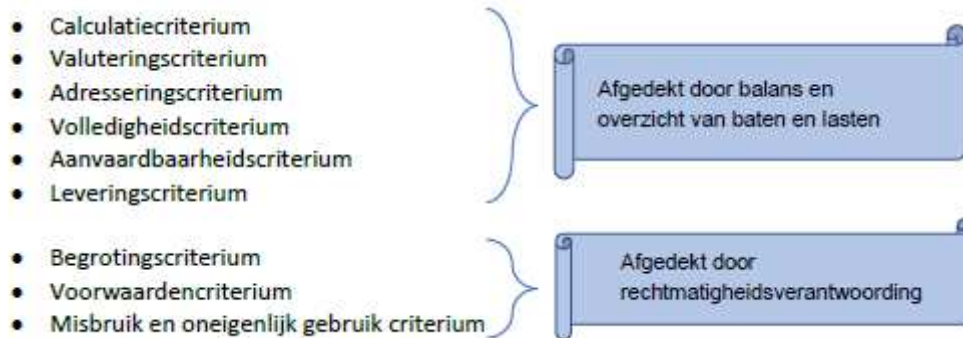 • Calculatiecriterium
• Valuteringscriterium
• Adresseringscriterium
• Volledigheidscriterium
• Aanvaardbaarheidscriterium
• Leveringscriterium
Afgedekt door balans en
overzicht van baten en lasten
• Begrotingscriterium
• Voorwaardencriterium
• Misbruik en oneigenlijk gebruik criterium
Afgedekt door
rechtmatigheidsverantwoording